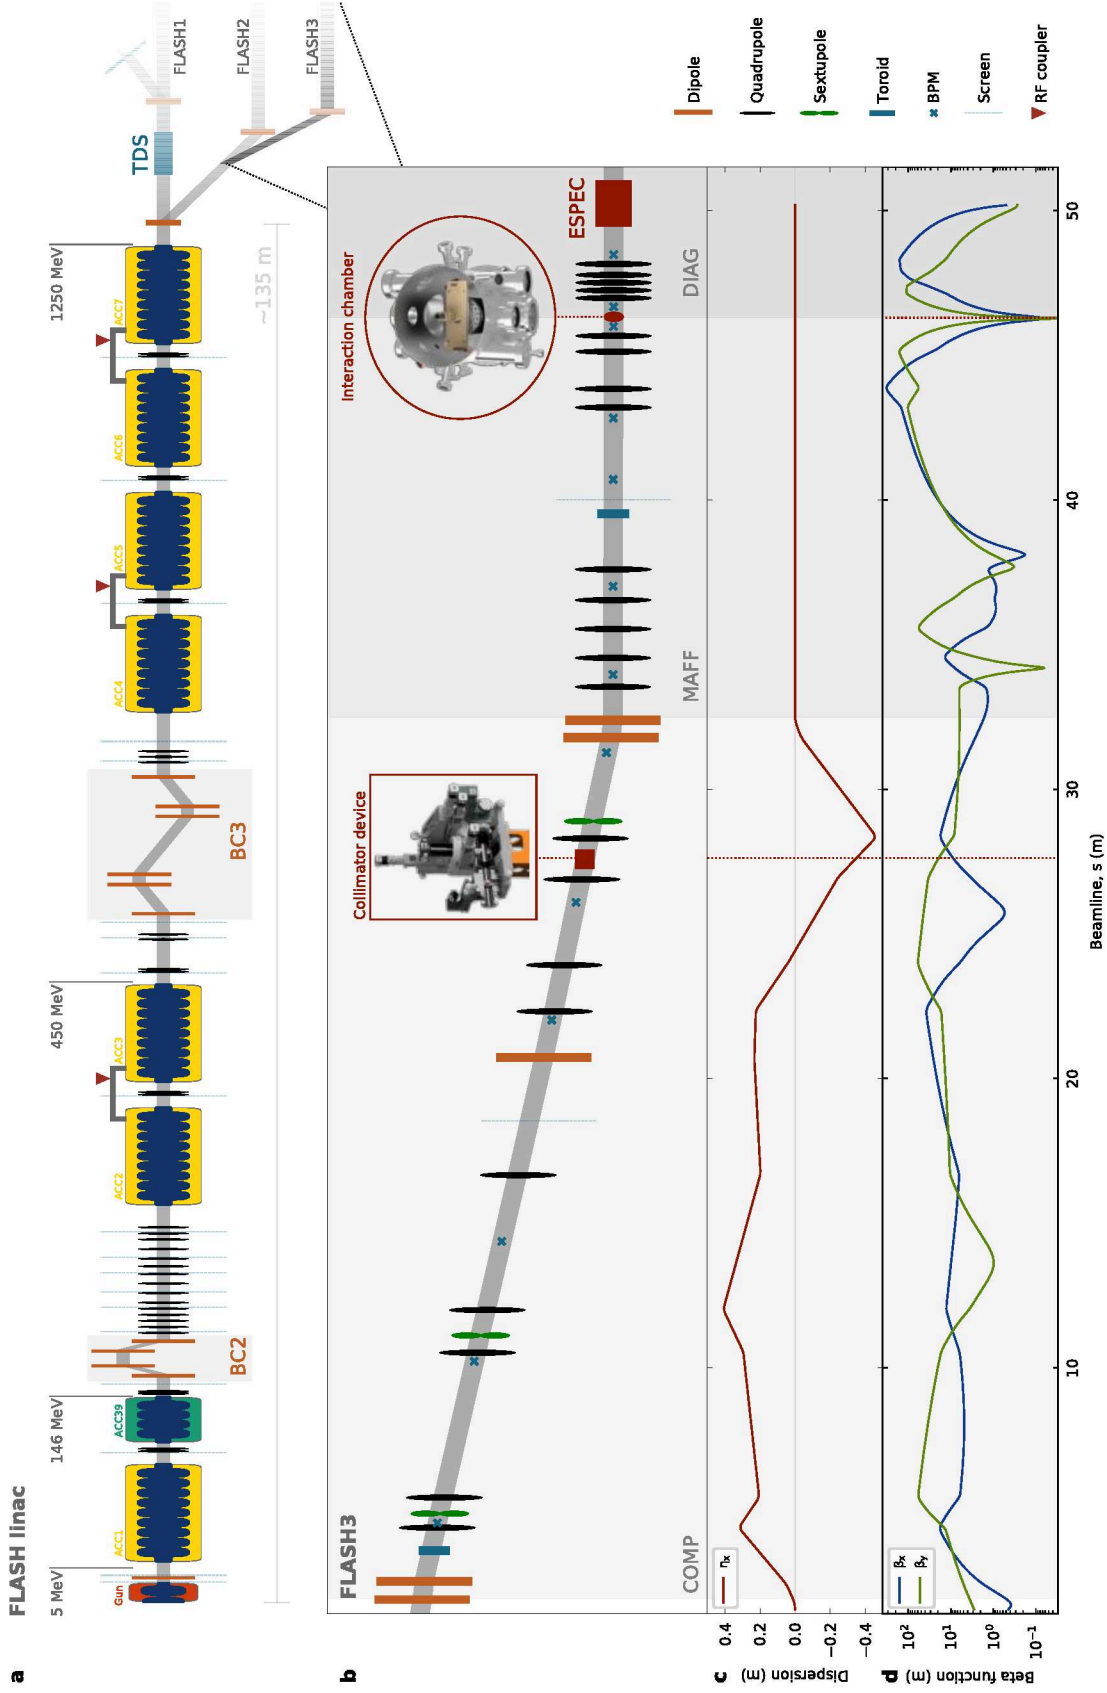 a
FLASH linac
5 MeV
146 MeV
450 MeV
1250 MeV
Gun
ACC1
ACC39
ACC2
ACC3
ACC4
ACC5
ACC6
ACC7
BC2
BC3
TDS
~135 m
FLASH1
FLASH2
FLASH3
b
FLASH3
Collimator device
Interaction chamber
ESPEC
COMP
MAFF
DIAG
Dipole
Quadrupole
Sextupole
Toroid
BPM
Screen
RF coupler
c
Dispersion (m)
0.4
0.2
0.0
−0.2
−0.4
ηx
d
Beta function (m)
10²
10¹
10⁰
10⁻¹
βx
βy
10
20
30
40
50
Beamline, s (m)